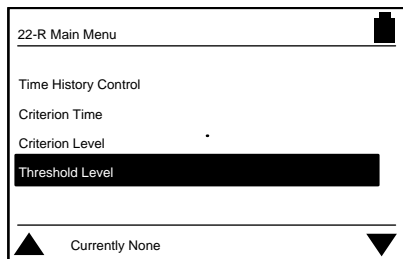 22-R Main Menu
Time History Control
Criterion Time
Criterion Level
Threshold Level
Currently None